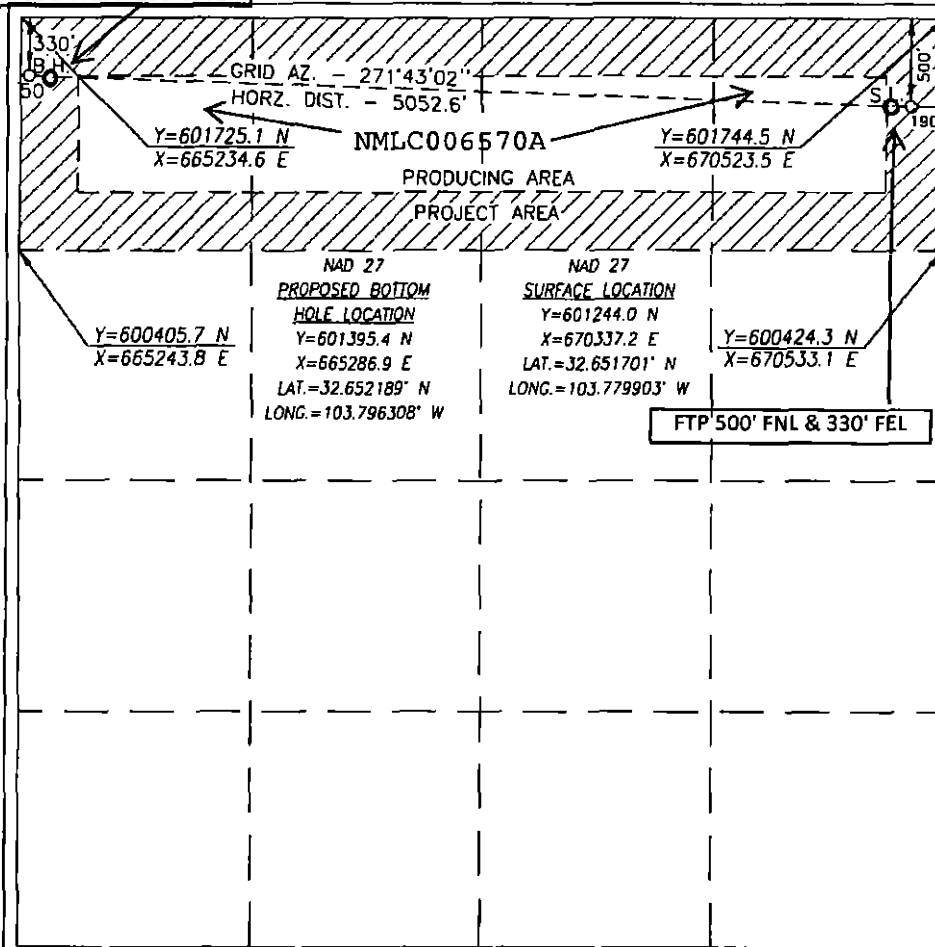 330'
B.H.
50'
GRID AZ. - 271°43'02"
HORZ. DIST. - 5052.6'
500'
S.
190
Y=601725.1 N
X=665234.6 E
NMLC006570A
Y=601744.5 N
X=670523.5 E
PRODUCING AREA
PROJECT AREA
NAD 27
PROPOSED BOTTOM
HOLE LOCATION
Y=601395.4 N
X=665286.9 E
LAT.=32.652189° N
LONG.=103.796308° W
NAD 27
SURFACE LOCATION
Y=601244.0 N
X=670337.2 E
LAT.=32.651701° N
LONG.=103.779903° W
Y=600405.7 N
X=665243.8 E
Y=600424.3 N
X=670533.1 E
FTP 500' FNL & 330' FEL